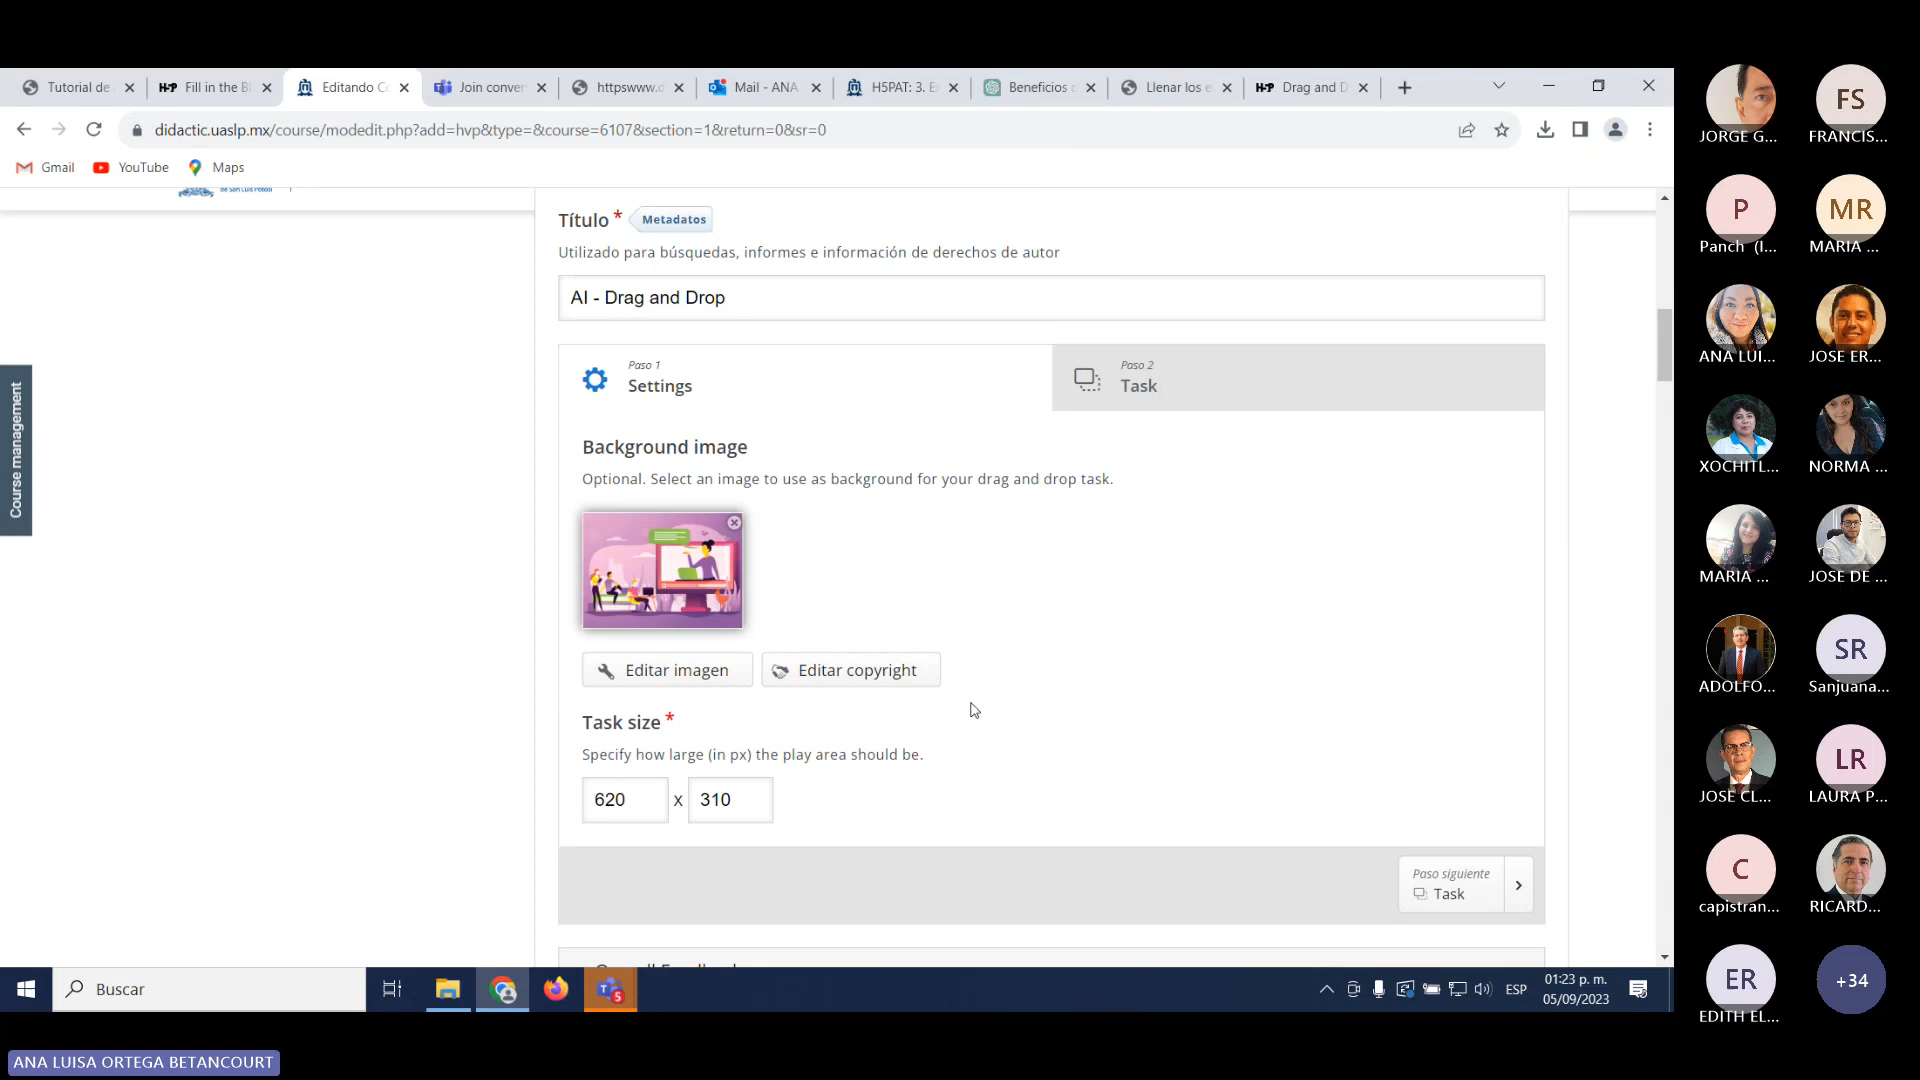 Tutorial de
H-P Fill in the Bl
Editando Co
Join conver
httpswww.d
Mail - ANA
H5PAT: 3. E
Beneficios
Llenar los e
H-P Drag and D
didactic.uaslp.mx/course/modedit.php?add=hvp&type=&course=6107&section=1&return=0&sr=0
Gmail
YouTube
Maps
de San Luis Potosí
Título *
Metadatos
Utilizado para búsquedas, informes e información de derechos de autor
AI - Drag and Drop
Paso 1
Settings
Paso 2
Task
Course management
Background image
Optional. Select an image to use as background for your drag and drop task.
Editar imagen
Editar copyright
Task size *
Specify how large (in px) the play area should be.
620 x 310
Paso siguiente
Task
Buscar
5
ESP
01:23 p. m.
05/09/2023
ANA LUISA ORTEGA BETANCOURT
JORGE G...
FS
FRANCIS...
P
Panch (I...
MR
MARIA ...
ANA LUI...
JOSE ER...
XOCHITL...
NORMA ...
MARIA ...
JOSE DE ...
ADOLFO...
SR
Sanjuana...
JOSE CL...
LR
LAURA P...
C
capistran...
RICARD...
ER
EDITH EL...
+34